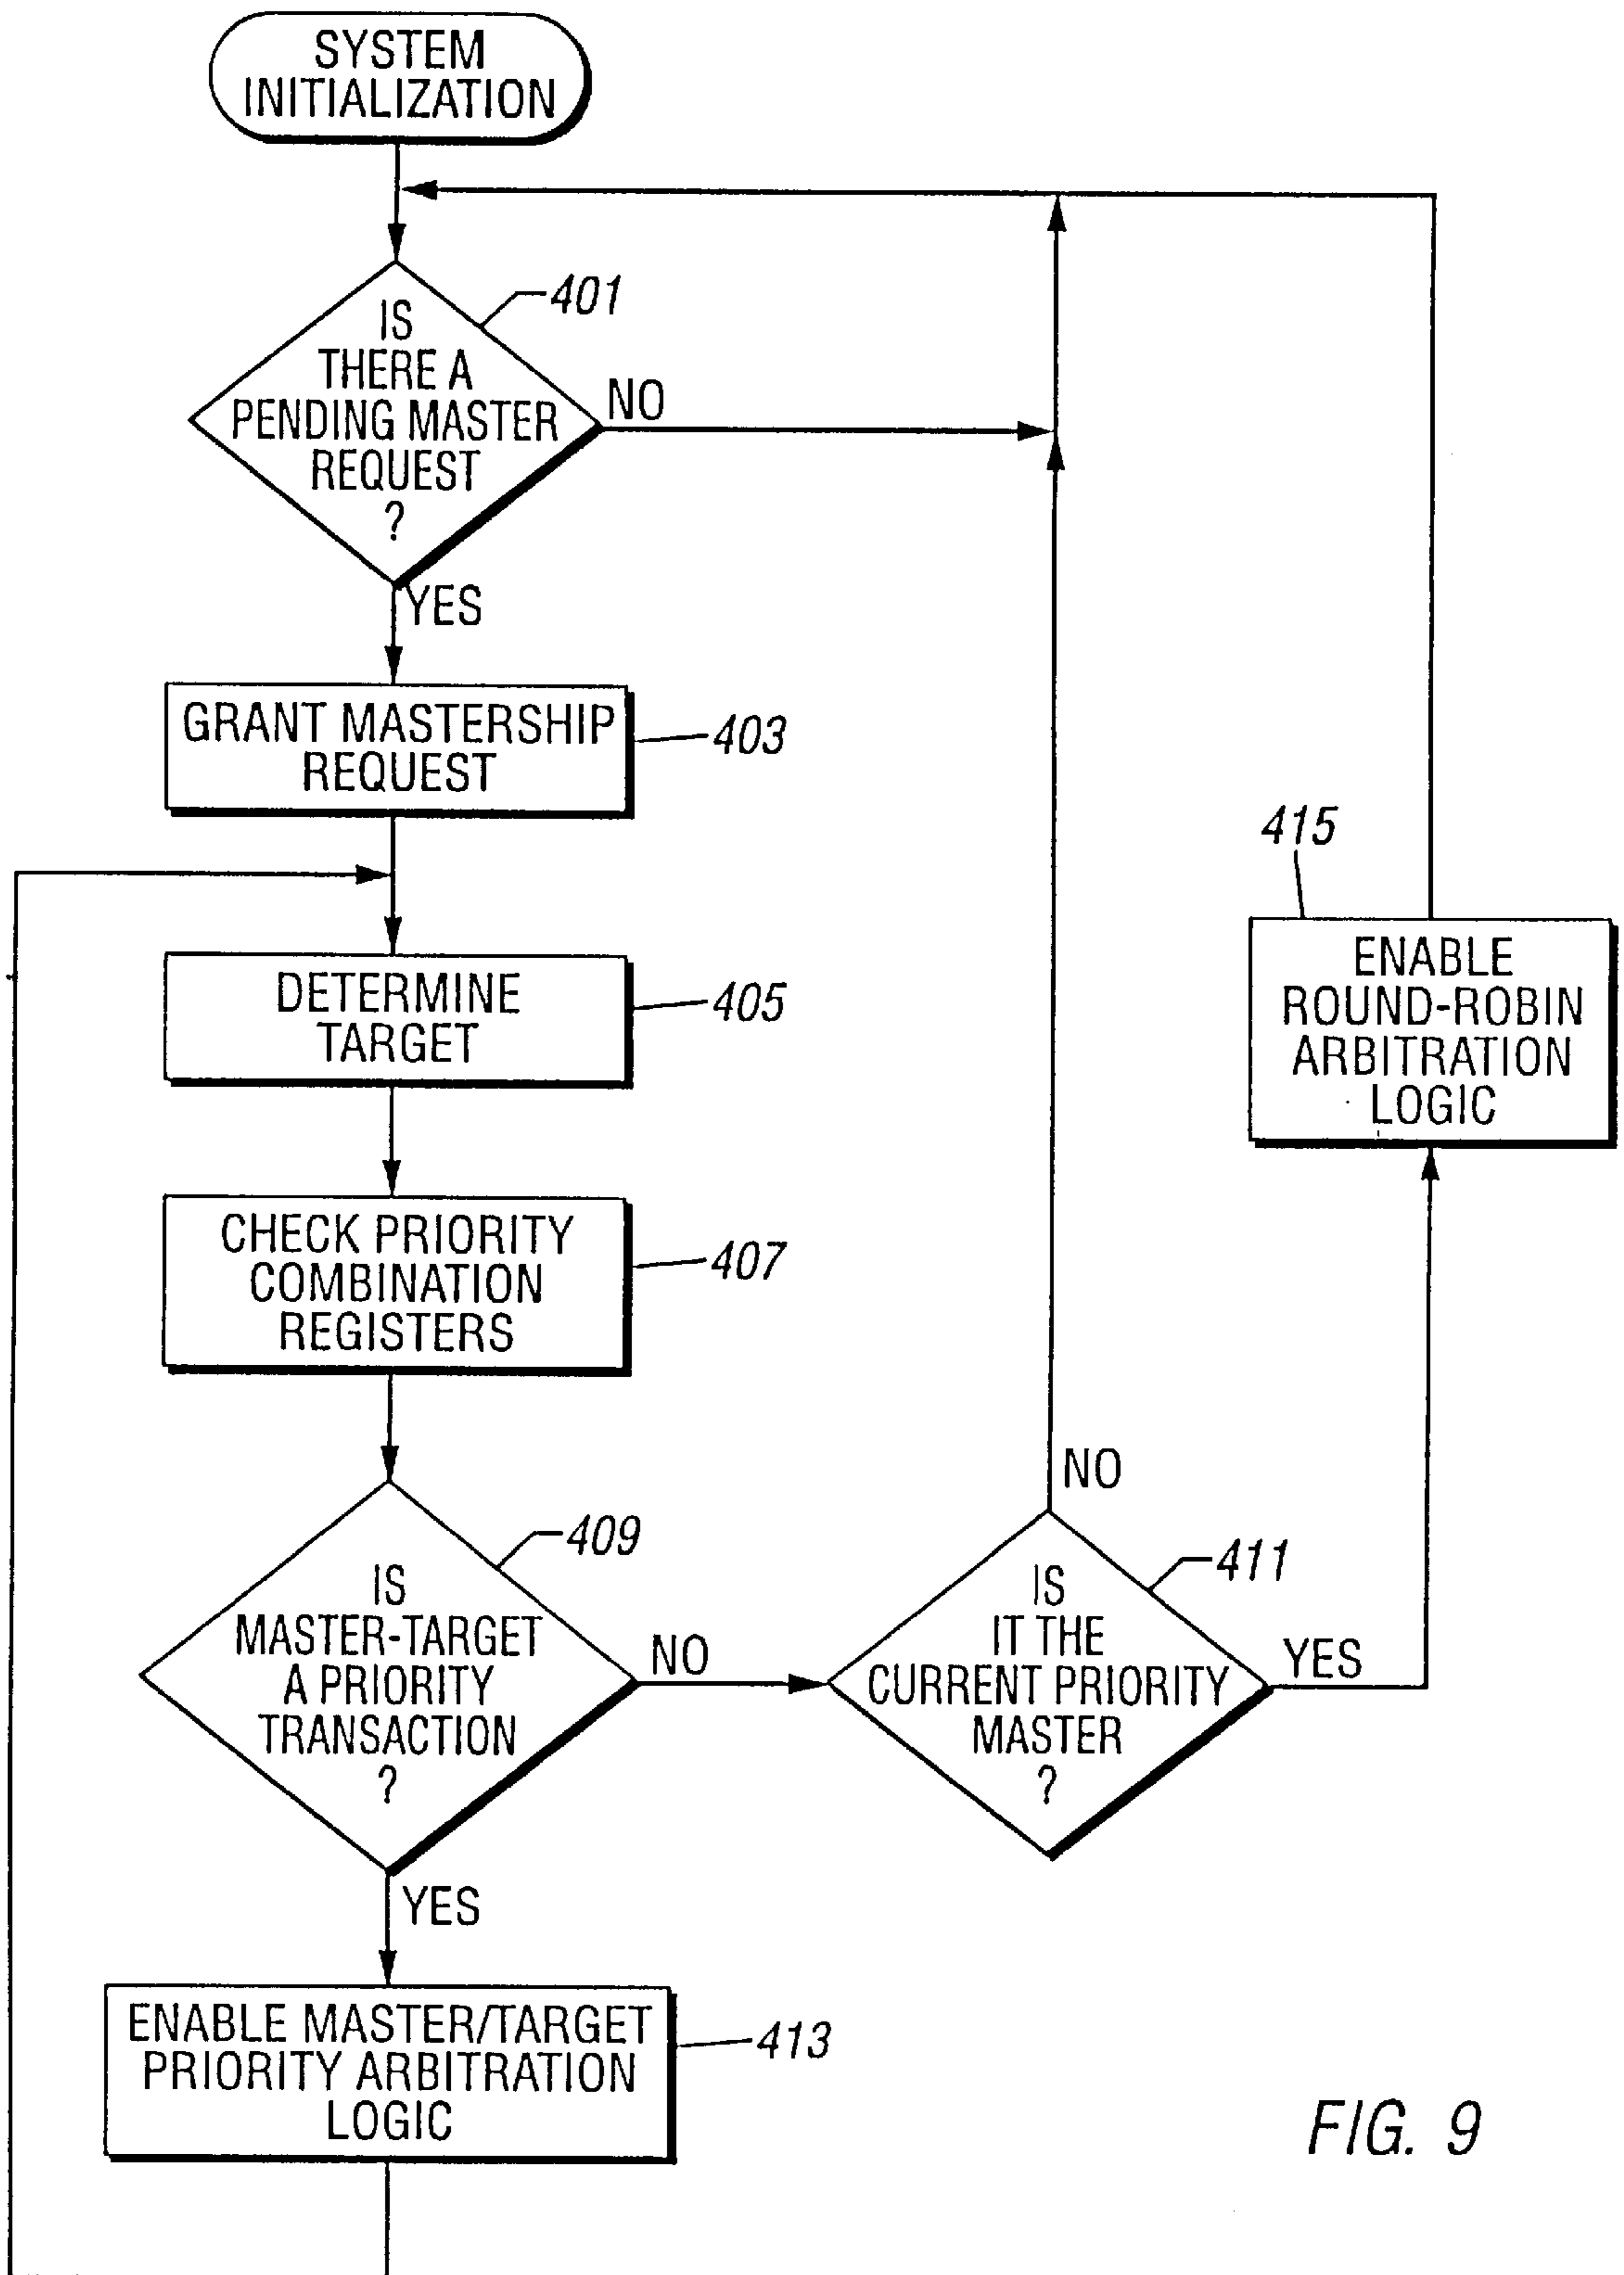 SYSTEM
INITIALIZATION
401
IS
THERE A
PENDING MASTER
REQUEST
?
NO
YES
GRANT MASTERSHIP
REQUEST
403
415
ENABLE
ROUND-ROBIN
ARBITRATION
LOGIC
DETERMINE
TARGET
405
CHECK PRIORITY
COMBINATION
REGISTERS
407
409
IS
MASTER-TARGET
A PRIORITY
TRANSACTION
?
NO
YES
NO
411
IS
IT THE
CURRENT PRIORITY
MASTER
?
YES
ENABLE MASTER/TARGET
PRIORITY ARBITRATION
LOGIC
413
FIG. 9